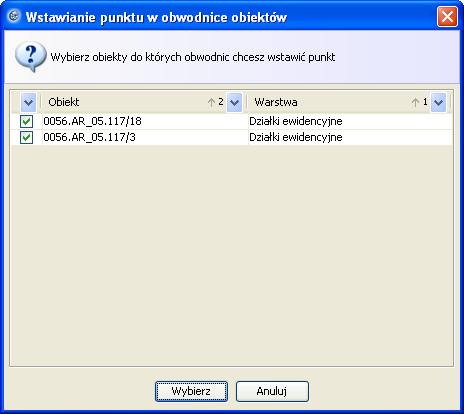 Wstawianie punktu w obwodnice obiektów
Wybierz obiekty do których obwodnic chcesz wstawić punkt
Obiekt 2 Warstwa 1
0056.AR_05.117/18 Działki ewidencyjne
0056.AR_05.117/3 Działki ewidencyjne
Wybierz Anuluj